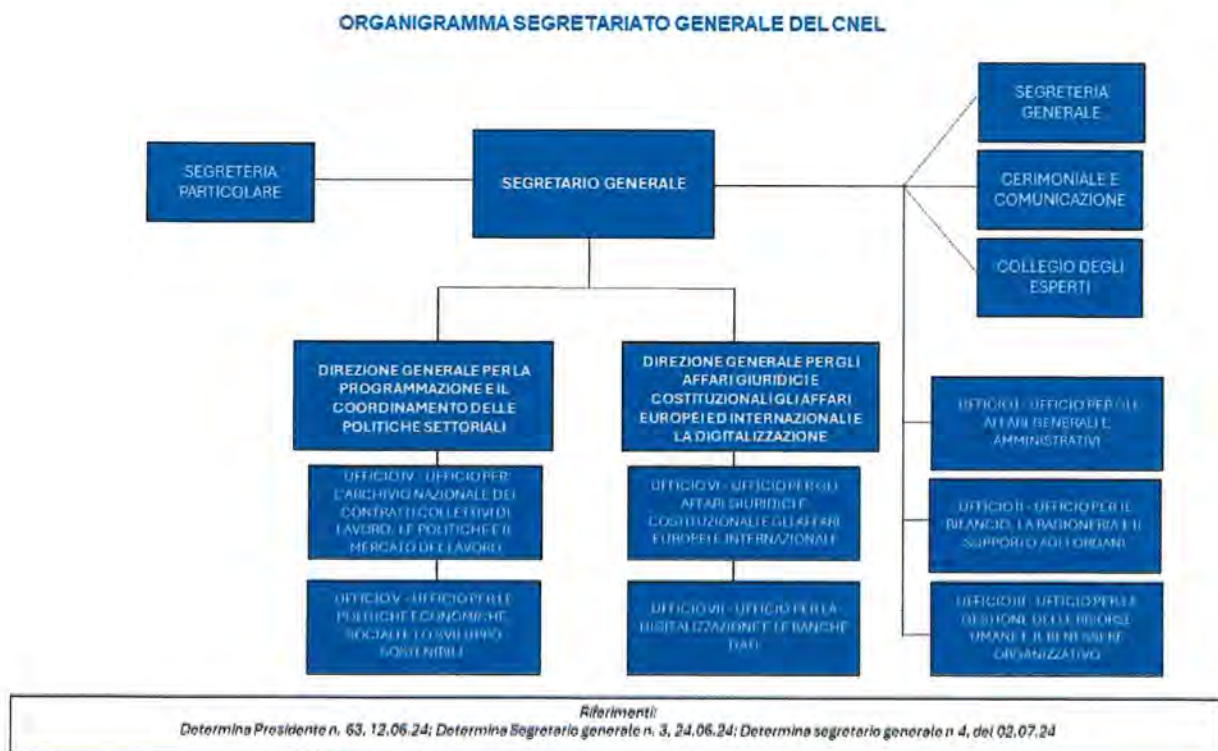 ORGANIGRAMMA SEGRETARIATO GENERALE DEL CNEL
SEGRETERIA
GENERALE
SEGRETERIA
PARTICOLARE
SEGRETARIO GENERALE
CERIMONIALE E
COMUNICAZIONE
COLLEGIO DEGLI
ESPERTI
DIREZIONE GENERALE PER LA
PROGRAMMAZIONE E IL
COORDINAMENTO DELLE
POLITICHE SETTORIALI
DIREZIONE GENERALE PER GLI
AFFARI GIURIDICI E
COSTITUZIONALI GLI AFFARI
EUROPEI ED INTERNAZIONALI E
LA DIGITALIZZAZIONE
UFFICIO I - UFFICIO PER GLI
AFFARI GENERALI E
AMMINISTRATIVI
UFFICIO IV - UFFICIO PER
L'ARCHIVIO NAZIONALE DEI
CONTRATTI COLLETTIVI DI
LAVORO, LE POLITICHE E IL
MERCATO DEL LAVORO
UFFICIO VI - UFFICIO PER GLI
AFFARI GIURIDICI E
COSTITUZIONALI E GLI AFFARI
EUROPEI E INTERNAZIONALE
UFFICIO II - UFFICIO PER IL
BILANCIO, LA RAGIONERIA E IL
SUPPORTO AGLI ORGANI
UFFICIO V - UFFICIO PER LE
POLITICHE ECONOMICHE
SOCIALI E LO SVILUPPO
SOSTENIBILE
UFFICIO VII - UFFICIO PER LA
DIGITALIZZAZIONE E LE BANCHE
DATI
UFFICIO III - UFFICIO PER LA
GESTIONE DELLE RISORSE
UMANE E IL BENESSERE
ORGANIZZATIVO
Riferimenti:
Determina Presidente n. 63, 12.06.24; Determina Segretario generale n. 3, 24.06.24; Determina segretario generale n 4, del 02.07.24